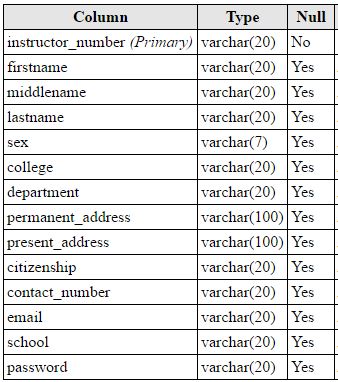 Column Type Null
instructor_number (Primary) varchar(20) No
firstname varchar(20) Yes
middlename varchar(20) Yes
lastname varchar(20) Yes
sex varchar(7) Yes
college varchar(20) Yes
department varchar(20) Yes
permanent_address varchar(100) Yes
present_address varchar(100) Yes
citizenship varchar(20) Yes
contact_number varchar(20) Yes
email varchar(20) Yes
school varchar(20) Yes
password varchar(20) Yes